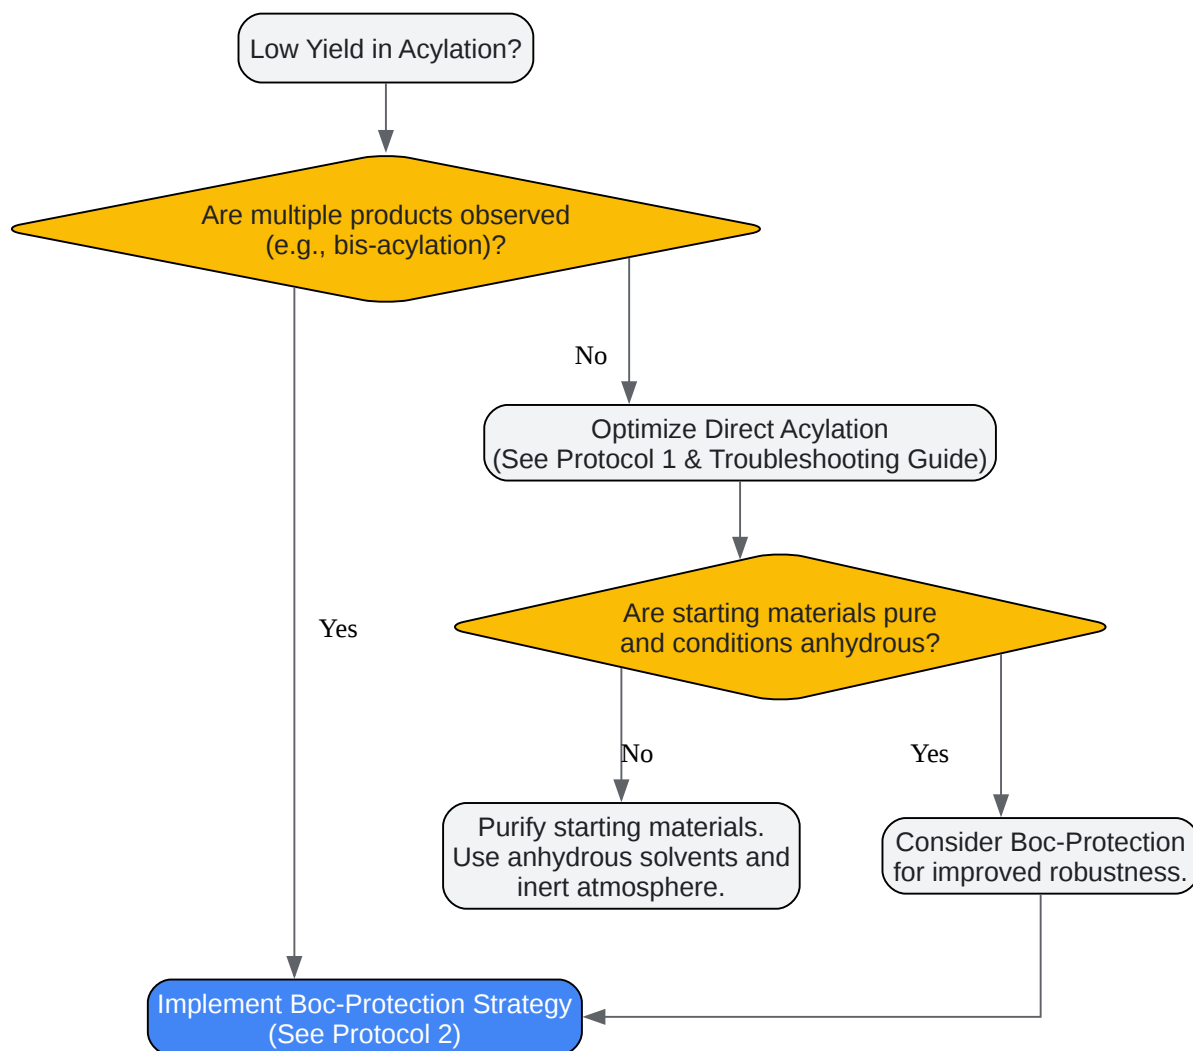 Low Yield in Acylation?
Are multiple products observed
(e.g., bis-acylation)?
No
Optimize Direct Acylation
(See Protocol 1 & Troubleshooting Guide)
Yes
Are starting materials pure
and conditions anhydrous?
No
Yes
Purify starting materials.
Use anhydrous solvents and
inert atmosphere.
Consider Boc-Protection
for improved robustness.
Implement Boc-Protection Strategy
(See Protocol 2)